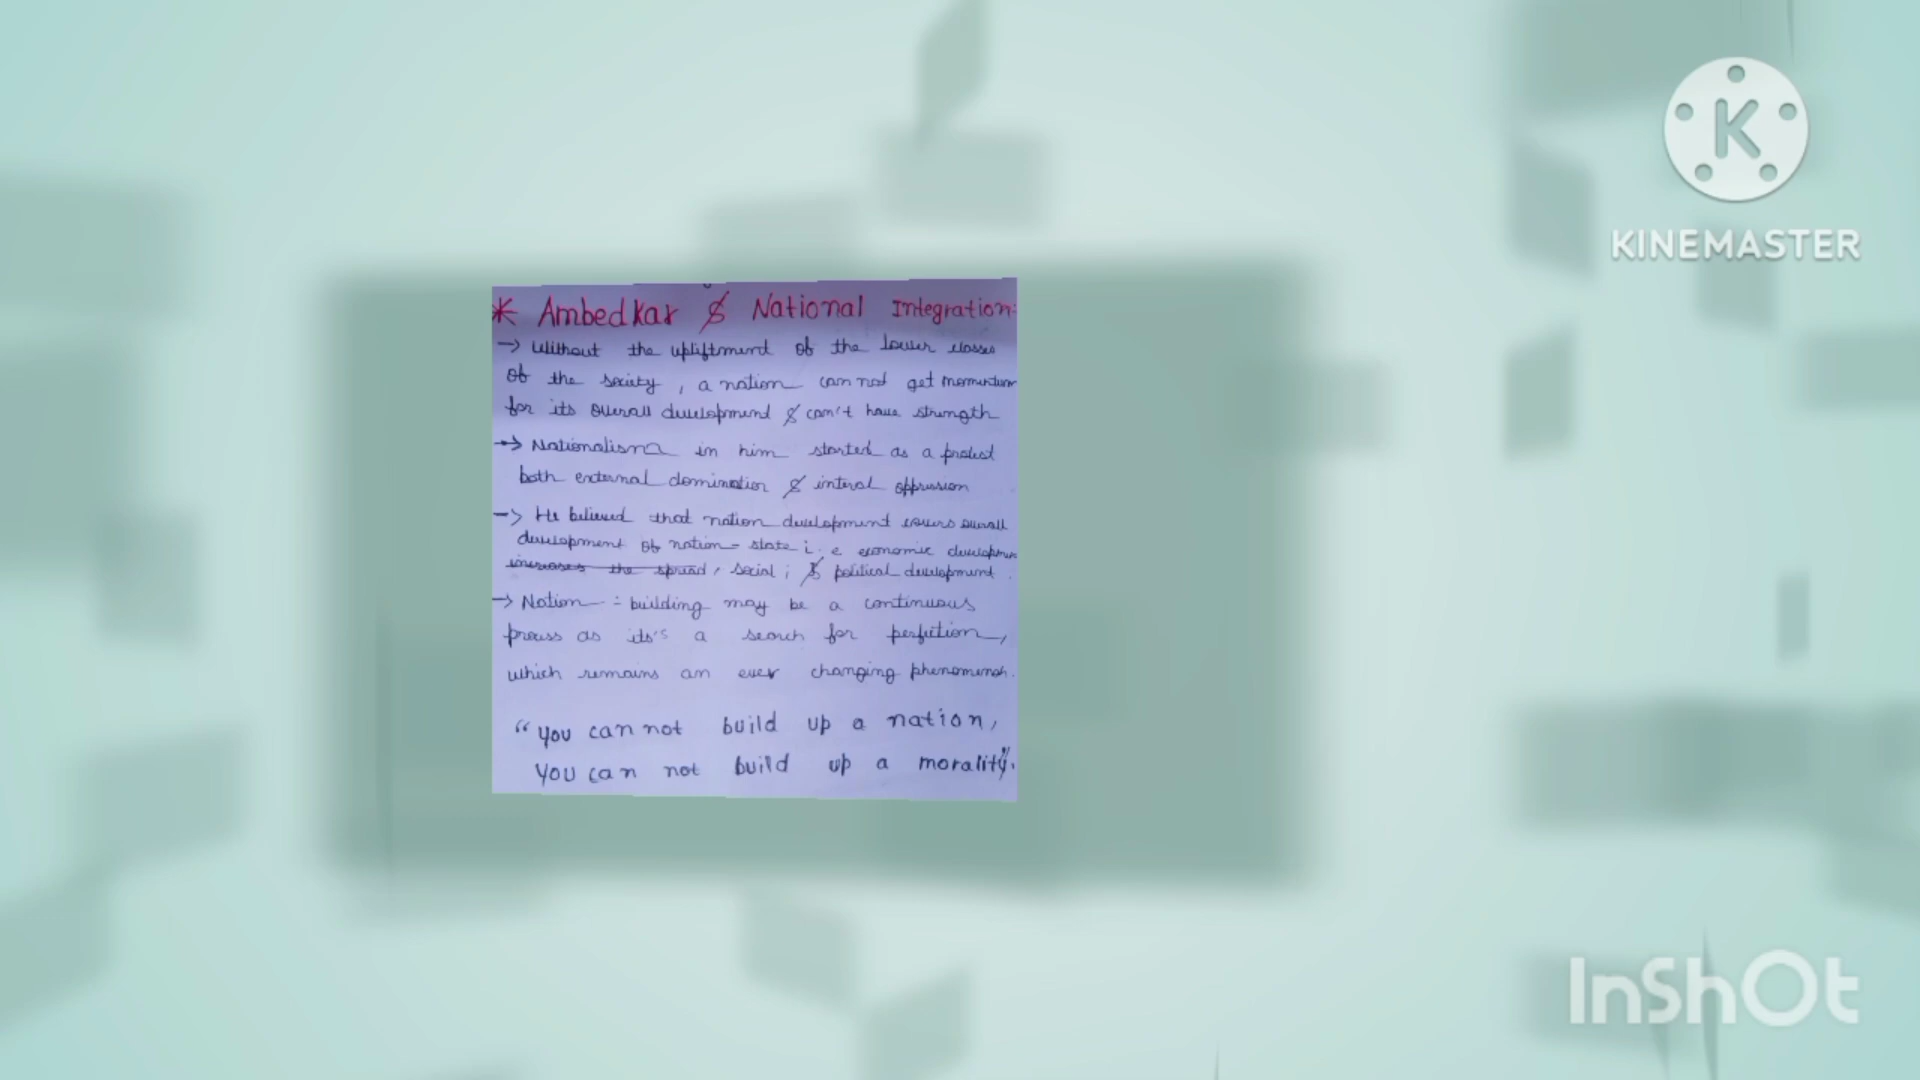 * Ambedkar & National Integration:
→ Without the upliftment of the lower classes
of the society, a nation can not get momentum
for its overall development & can't have strength
→ Nationalism in him started as a protest
both external domination & interal oppression
→ He believed that nation development covers overall
development of nation-state i.e economic development
increases the spread, social; & political development.
→ Nation-building may be a continuous
process as its's a search for perfection,
which remains an ever changing phenomenon.
"You can not build up a nation,
You can not build up a morality".
KINEMASTER
InShOt